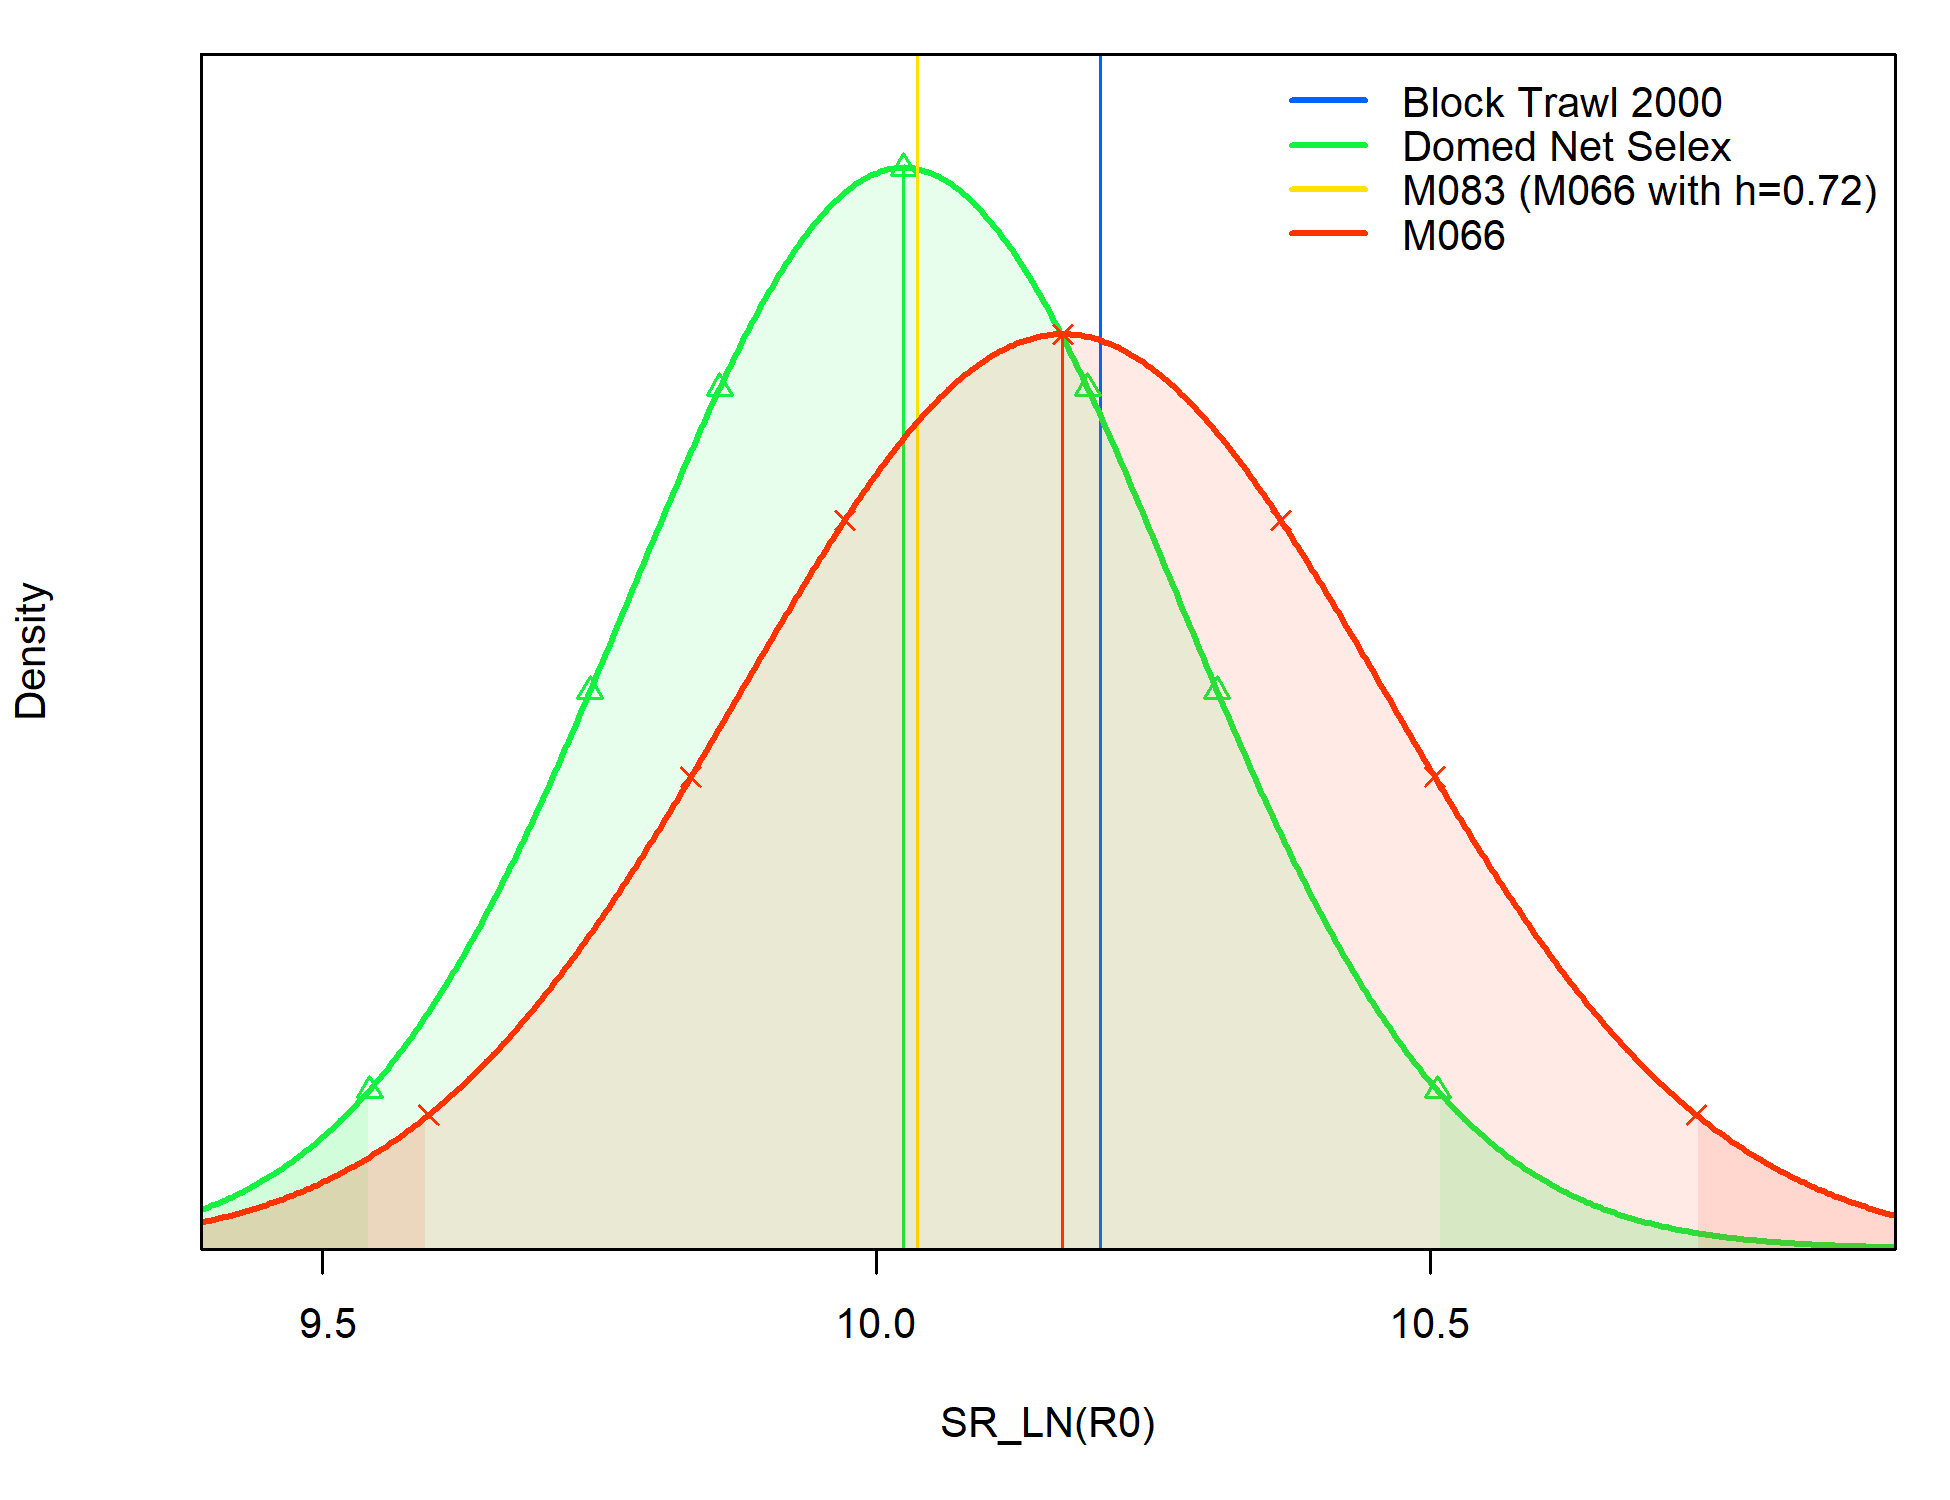 Block Trawl 2000
Domed Net Selex
M083 (M066 with h=0.72)
M066
Density
9.5
10.0
10.5
SR_LN(R0)